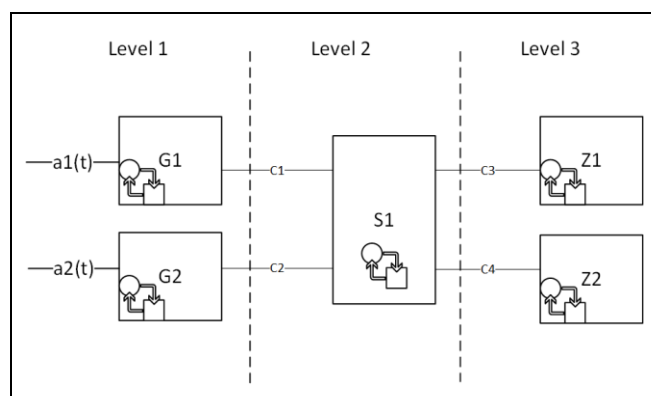 Level 1 Level 2 Level 3
a1(t) G1 C1 C3 Z1
S1
a2(t) G2 C2 C4 Z2